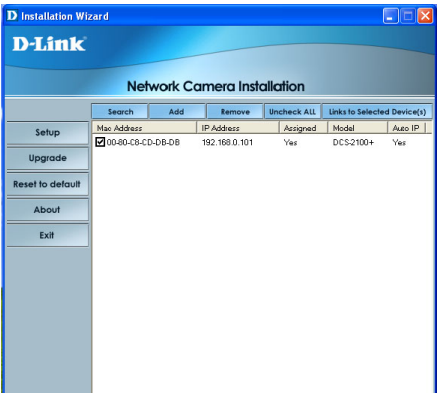 D Installation Wizard
D-Link
Network Camera Installation
Search Add Remove Uncheck ALL Links to Selected Device(s)
Mac Address IP Address Assigned Model Auto IP
00-80-C8-CD-DB-DB 192.168.0.101 Yes DCS-2100+ Yes
Setup
Upgrade
Reset to default
About
Exit